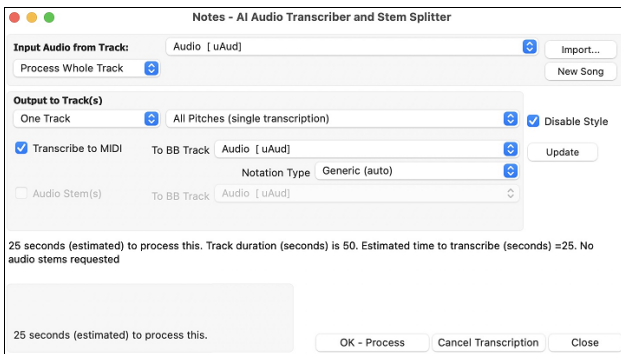 Notes - AI Audio Transcriber and Stem Splitter
Input Audio from Track: Audio [ uAud] Import...
Process Whole Track New Song
Output to Track(s)
One Track All Pitches (single transcription) Disable Style
Transcribe to MIDI To BB Track Audio [ uAud] Update
Notation Type Generic (auto)
Audio Stem(s) To BB Track Audio [ uAud]
25 seconds (estimated) to process this. Track duration (seconds) is 50. Estimated time to transcribe (seconds) =25. No
audio stems requested
25 seconds (estimated) to process this.
OK - Process Cancel Transcription Close